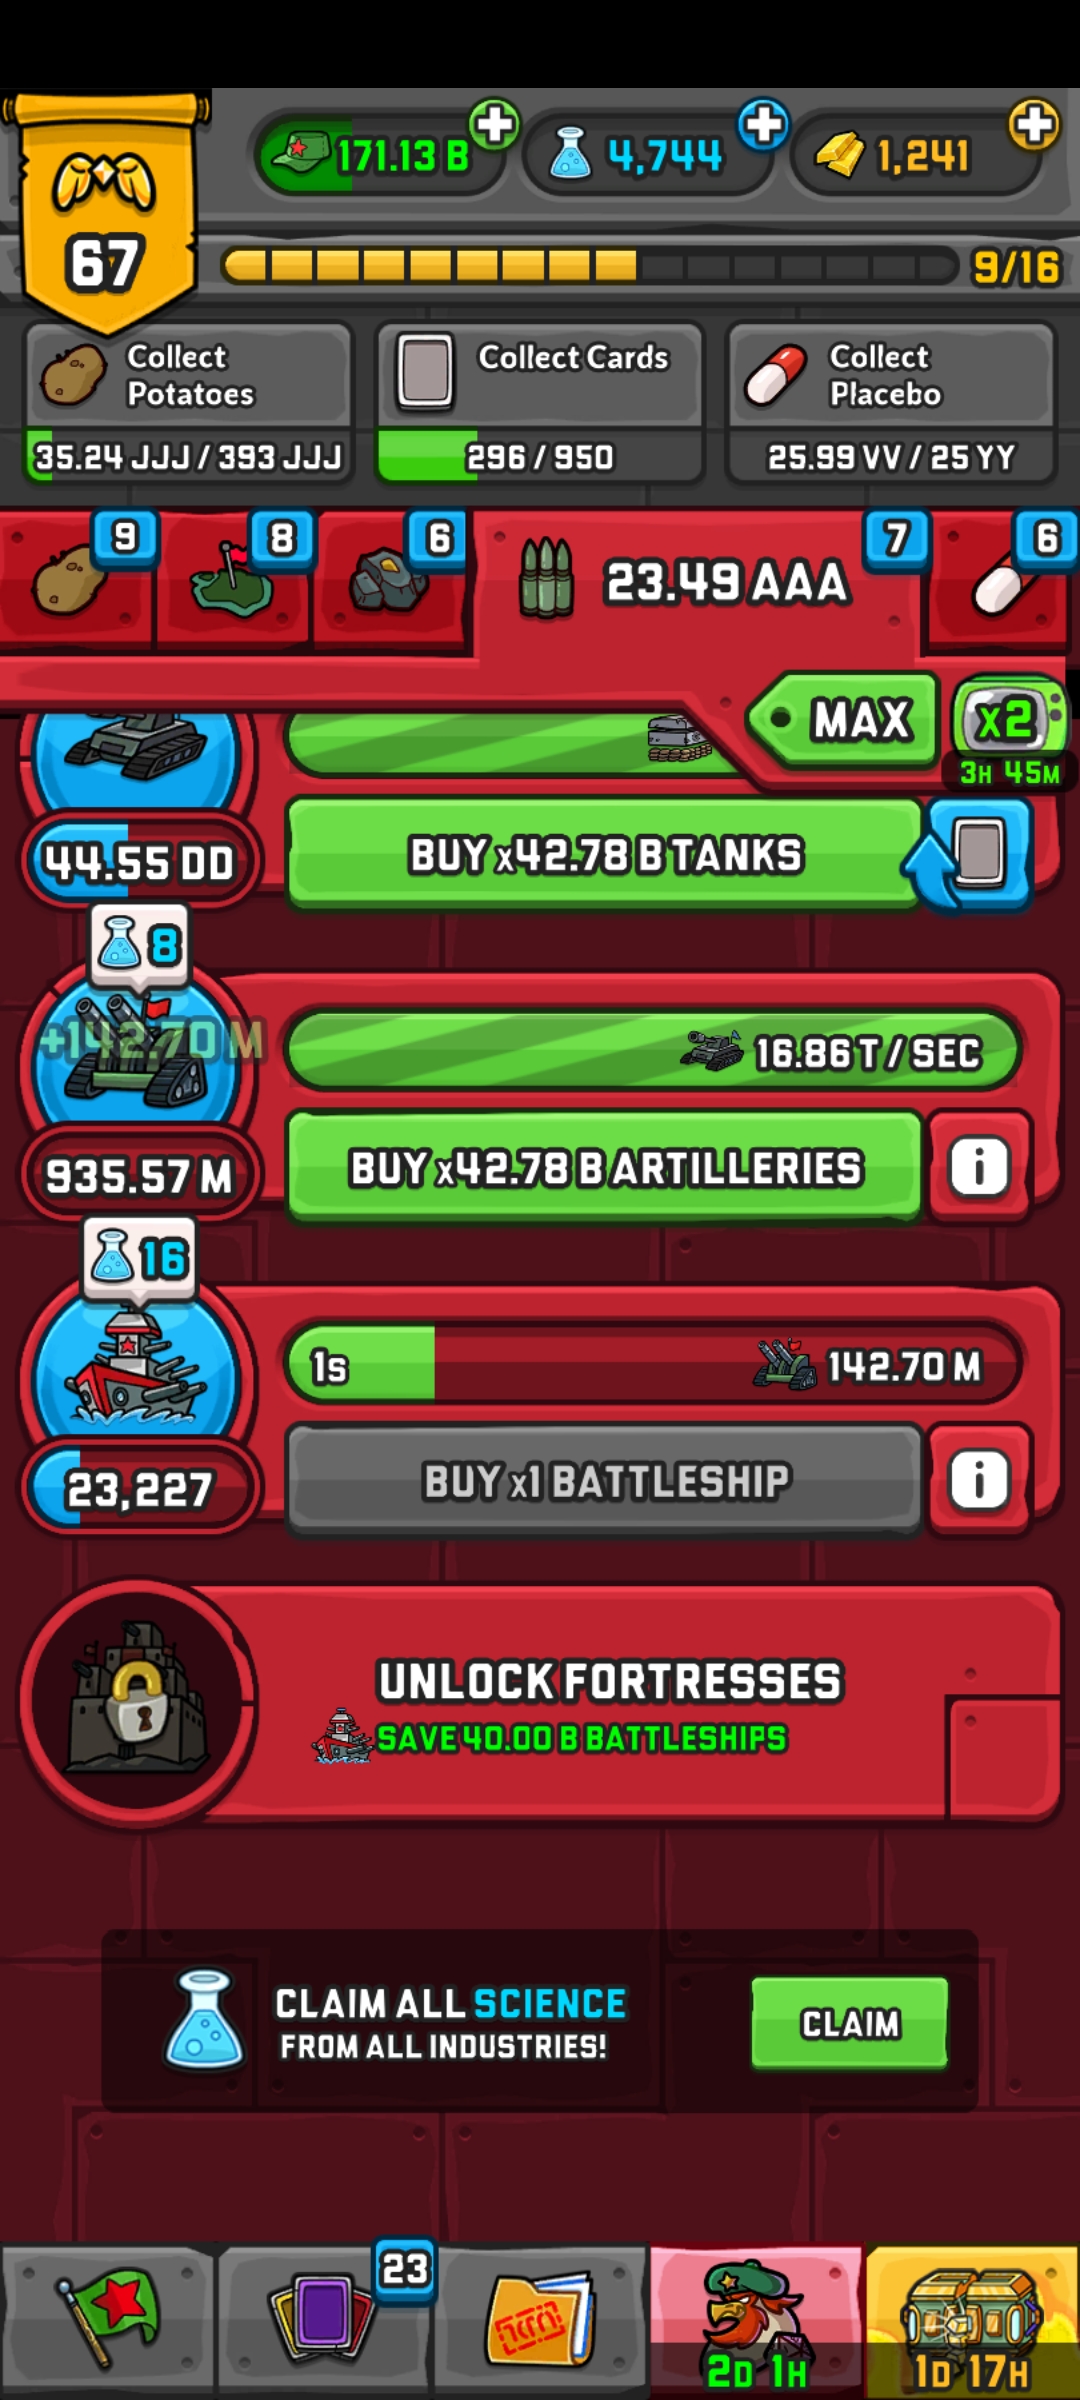 171.13 B
4,744
1,241
67
9/16
Collect
Potatoes
Collect Cards
Collect
Placebo
35.24 JJJ / 393 JJJ
296 / 950
25.99 VV / 25 YY
9
8
6
23.49 AAA
7
6
MAX
x2
3H 45M
44.55 DD
BUY x42.78 B TANKS
8
+142.70 M
16.86 T / SEC
935.57 M
BUY x42.78 B ARTILLERIES
i
16
1s
142.70 M
23,227
BUY x1 BATTLESHIP
i
UNLOCK FORTRESSES
SAVE 40.00 B BATTLESHIPS
CLAIM ALL SCIENCE
FROM ALL INDUSTRIES!
CLAIM
23
2D 1H
1D 17H